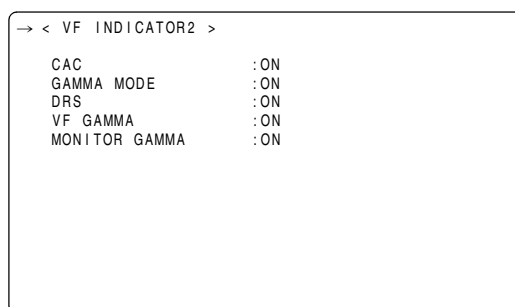 → < VF INDICATOR2 >
CAC :ON
GAMMA MODE :ON
DRS :ON
VF GAMMA :ON
MONITOR GAMMA :ON